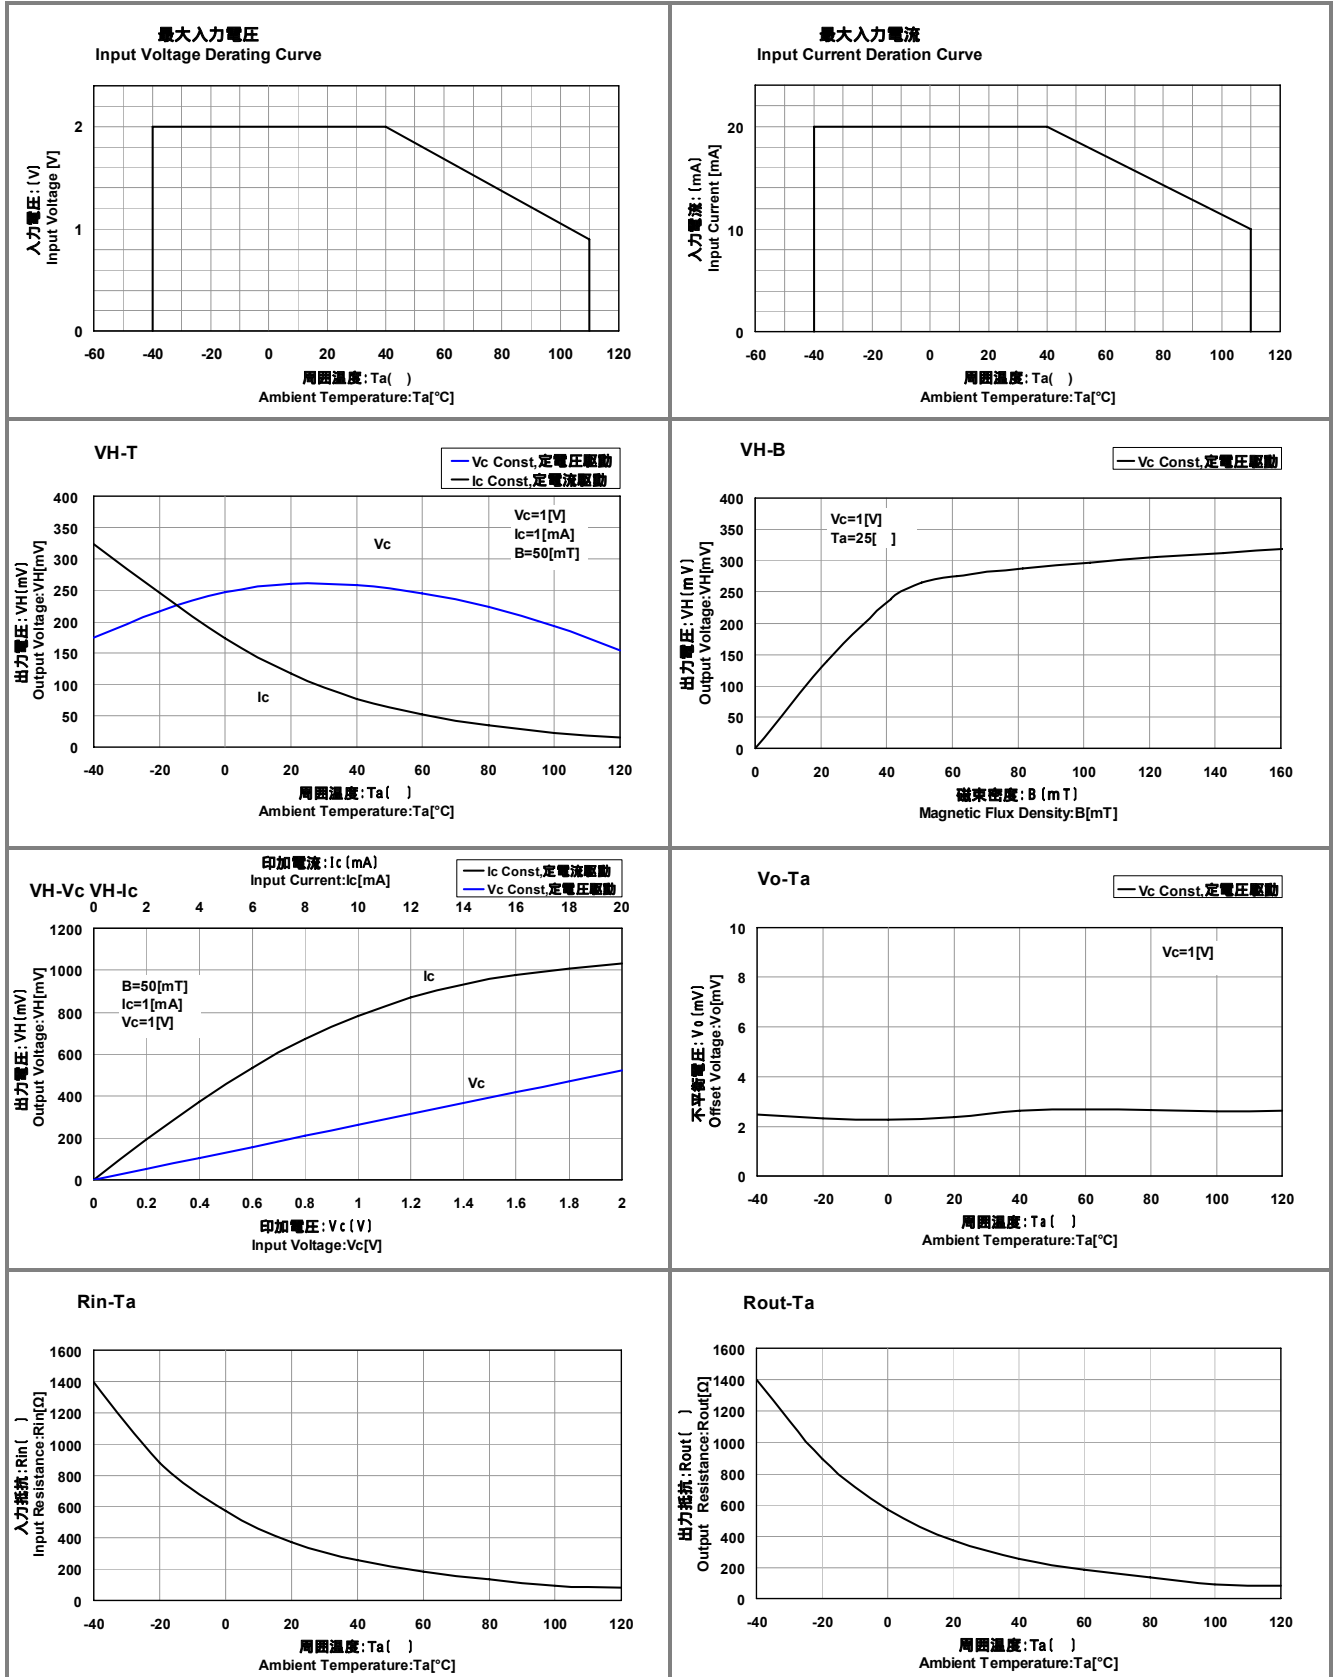 最大入力電圧
Input Voltage Derating Curve
入力電圧: (V)
Input Voltage [V]
2
1
0
-60 -40 -20 0 20 40 60 80 100 120
周囲温度: Ta( )
Ambient Temperature:Ta[°C]
最大入力電流
Input Current Deration Curve
入力電流: (mA)
Input Current [mA]
20
10
0
-60 -40 -20 0 20 40 60 80 100 120
周囲温度: Ta( )
Ambient Temperature:Ta[°C]
VH-T
Vc Const,定電圧駆動
Ic Const,定電流駆動
出力電圧: VH(mV)
Output Voltage:VH[mV]
400
350
300
250
200
150
100
50
0
Vc=1[V]
Ic=1[mA]
B=50[mT]
Vc
Ic
-40 -20 0 20 40 60 80 100 120
周囲温度: Ta( )
Ambient Temperature:Ta[°C]
VH-B
Vc Const,定電圧駆動
出力電圧: VH(mV)
Output Voltage:VH[mV]
400
350
300
250
200
150
100
50
0
Vc=1[V]
Ta=25[ ]
0 20 40 60 80 100 120 140 160
磁束密度: B(mT)
Magnetic Flux Density:B[mT]
印加電流: Ic(mA)
Input Current:Ic[mA]
Ic Const,定電流駆動
Vc Const,定電圧駆動
VH-Vc VH-Ic
0 2 4 6 8 10 12 14 16 18 20
出力電圧: VH(mV)
Output Voltage:VH[mV]
1200
1000
800
600
400
200
0
B=50[mT]
Ic=1[mA]
Vc=1[V]
Ic
Vc
0 0.2 0.4 0.6 0.8 1 1.2 1.4 1.6 1.8 2
印加電圧: Vc(V)
Input Voltage:Vc[V]
Vo-Ta
Vc Const,定電圧駆動
不平衡電圧: Vo(mV)
Offset Voltage:Vo[mV]
10
8
6
4
2
0
Vc=1[V]
-40 -20 0 20 40 60 80 100 120
周囲温度: Ta( )
Ambient Temperature:Ta[°C]
Rin-Ta
入力抵抗: Rin( )
Input Resistance:Rin[Ω]
1600
1400
1200
1000
800
600
400
200
0
-40 -20 0 20 40 60 80 100 120
周囲温度: Ta( )
Ambient Temperature:Ta[°C]
Rout-Ta
出力抵抗: Rout( )
Output Resistance:Rout[Ω]
1600
1400
1200
1000
800
600
400
200
0
-40 -20 0 20 40 60 80 100 120
周囲温度: Ta( )
Ambient Temperature:Ta[°C]